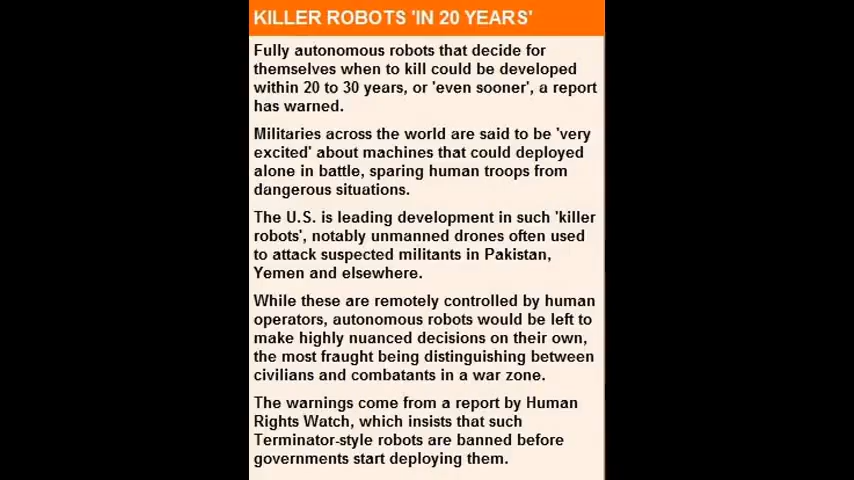 KILLER ROBOTS 'IN 20 YEARS'
Fully autonomous robots that decide for
themselves when to kill could be developed
within 20 to 30 years, or 'even sooner', a report
has warned.
Militaries across the world are said to be 'very
excited' about machines that could deployed
alone in battle, sparing human troops from
dangerous situations.
The U.S. is leading development in such 'killer
robots', notably unmanned drones often used
to attack suspected militants in Pakistan,
Yemen and elsewhere.
While these are remotely controlled by human
operators, autonomous robots would be left to
make highly nuanced decisions on their own,
the most fraught being distinguishing between
civilians and combatants in a war zone.
The warnings come from a report by Human
Rights Watch, which insists that such
Terminator-style robots are banned before
governments start deploying them.